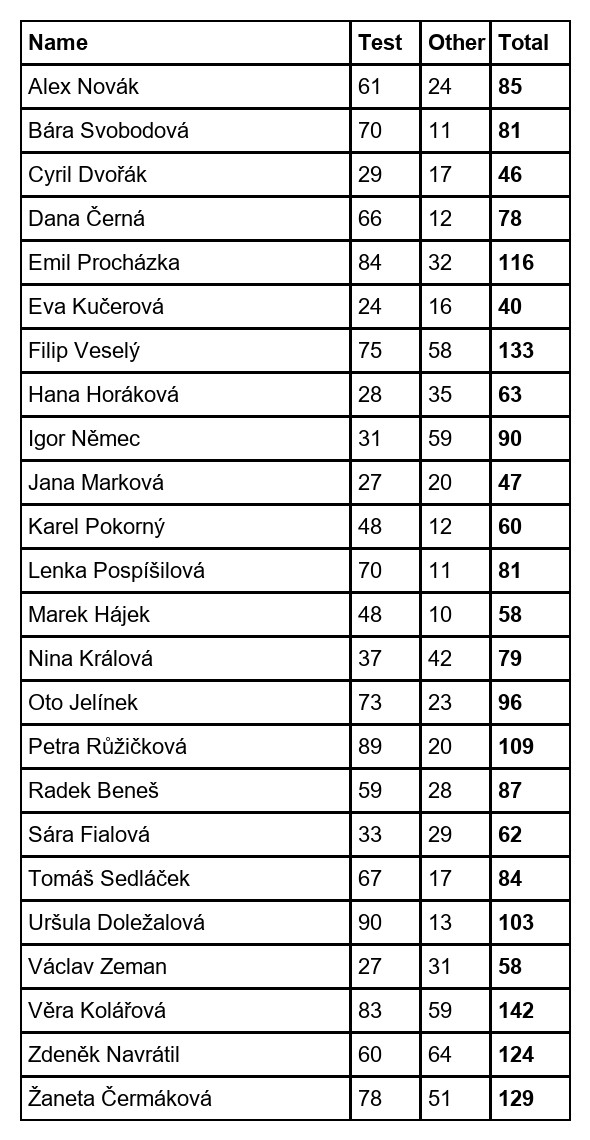 Name Test Other Total
Alex Novák 61 24 85
Bára Svobodová 70 11 81
Cyril Dvořák 29 17 46
Dana Černá 66 12 78
Emil Procházka 84 32 116
Eva Kučerová 24 16 40
Filip Veselý 75 58 133
Hana Horáková 28 35 63
Igor Němec 31 59 90
Jana Marková 27 20 47
Karel Pokorný 48 12 60
Lenka Pospíšilová 70 11 81
Marek Hájek 48 10 58
Nina Králová 37 42 79
Oto Jelínek 73 23 96
Petra Růžičková 89 20 109
Radek Beneš 59 28 87
Sára Fialová 33 29 62
Tomáš Sedláček 67 17 84
Uršula Doležalová 90 13 103
Václav Zeman 27 31 58
Věra Kolářová 83 59 142
Zdeněk Navrátil 60 64 124
Žaneta Čermáková 78 51 129